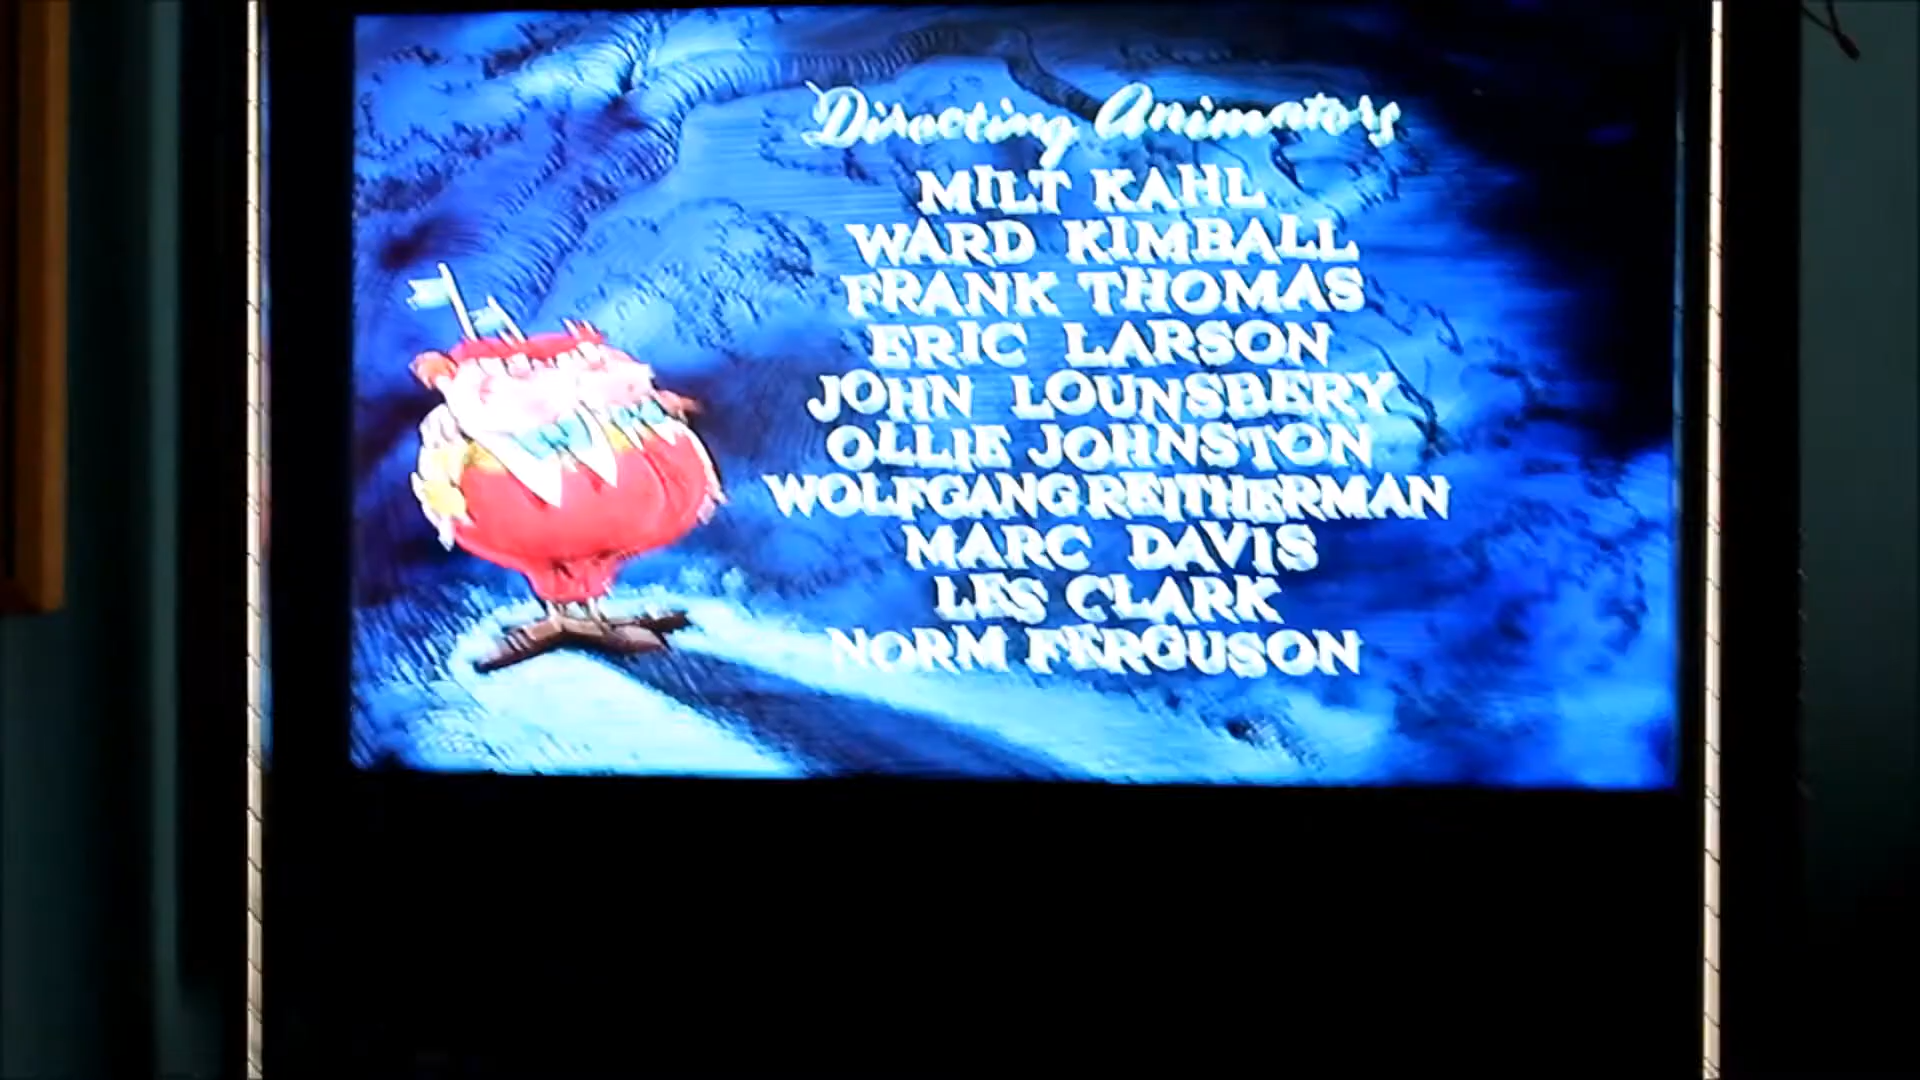 Directing Animators
MILT KAHL
WARD KIMBALL
FRANK THOMAS
ERIC LARSON
JOHN LOUNSBERY
OLLIE JOHNSTON
WOLFGANG REITHERMAN
MARC DAVIS
LES CLARK
NORM FERGUSON